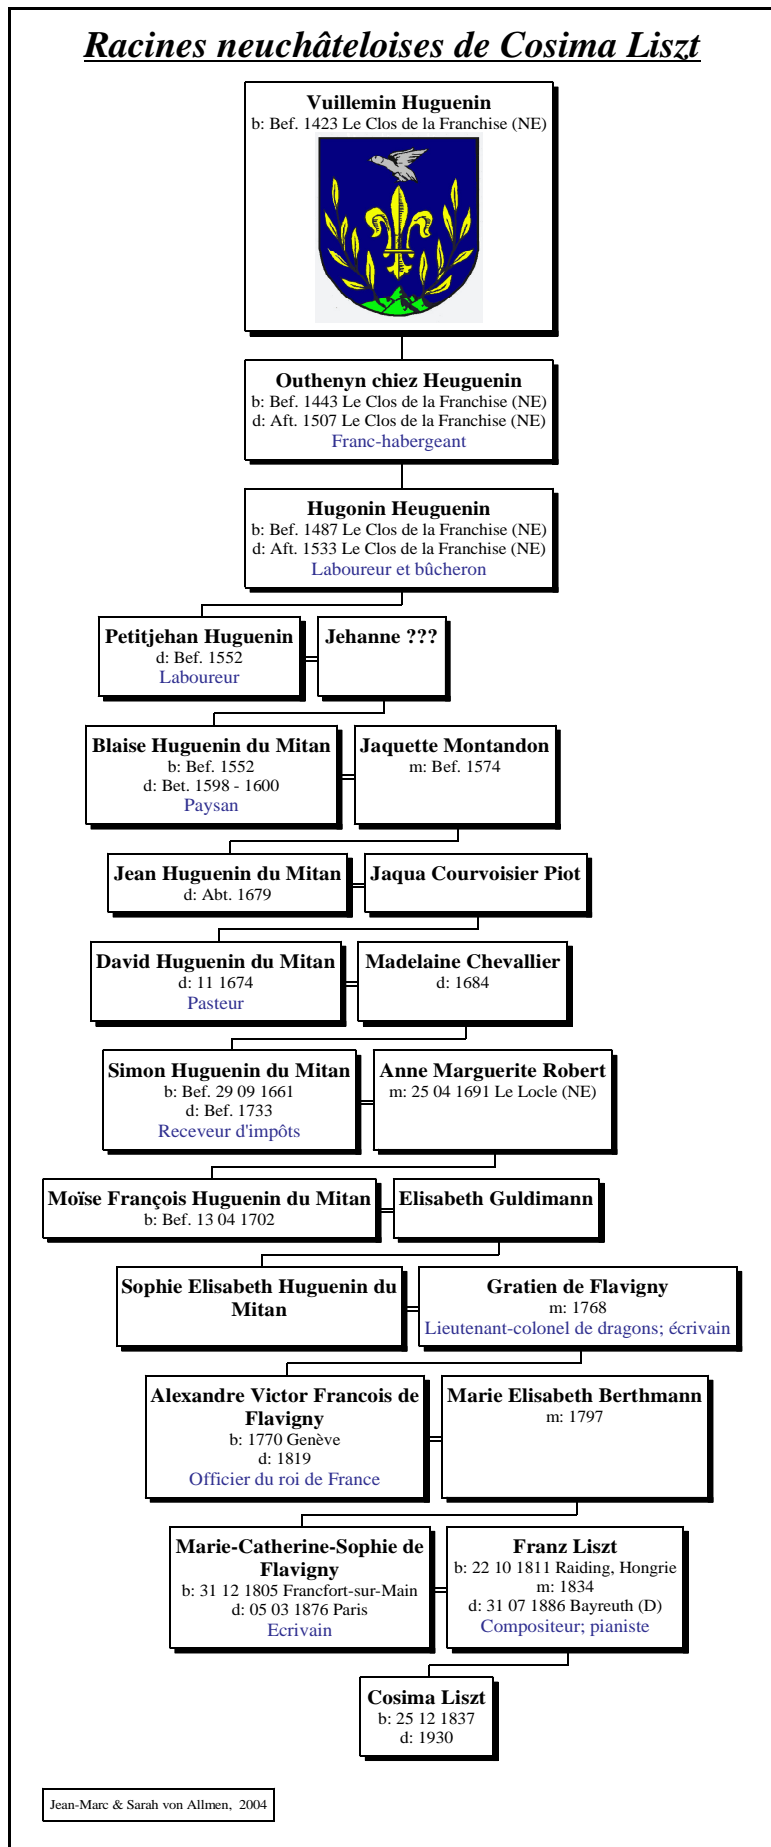 Racines neuchâteloises de Cosima Liszt
Vuillemin Huguenin
b: Bef. 1423 Le Clos de la Franchise (NE)
Outhenyn chiez Heuguenin
b: Bef. 1443 Le Clos de la Franchise (NE)
d: Aft. 1507 Le Clos de la Franchise (NE)
Franc-habergeant
Hugonin Heuguenin
b: Bef. 1487 Le Clos de la Franchise (NE)
d: Aft. 1533 Le Clos de la Franchise (NE)
Laboureur et bûcheron
Petitjehan Huguenin
d: Bef. 1552
Laboureur
Jehanne ???
Blaise Huguenin du Mitan
b: Bef. 1552
d: Bet. 1598 - 1600
Paysan
Jaquette Montandon
m: Bef. 1574
Jean Huguenin du Mitan
d: Abt. 1679
Jaqua Courvoisier Piot
David Huguenin du Mitan
d: 11 1674
Pasteur
Madelaine Chevallier
d: 1684
Simon Huguenin du Mitan
b: Bef. 29 09 1661
d: Bef. 1733
Receveur d'impôts
Anne Marguerite Robert
m: 25 04 1691 Le Locle (NE)
Moïse François Huguenin du Mitan
b: Bef. 13 04 1702
Elisabeth Guldimann
Sophie Elisabeth Huguenin du
Mitan
Gratien de Flavigny
m: 1768
Lieutenant-colonel de dragons; écrivain
Alexandre Victor Francois de
Flavigny
b: 1770 Genève
d: 1819
Officier du roi de France
Marie Elisabeth Berthmann
m: 1797
Marie-Catherine-Sophie de
Flavigny
b: 31 12 1805 Francfort-sur-Main
d: 05 03 1876 Paris
Ecrivain
Franz Liszt
b: 22 10 1811 Raiding, Hongrie
m: 1834
d: 31 07 1886 Bayreuth (D)
Compositeur; pianiste
Cosima Liszt
b: 25 12 1837
d: 1930
Jean-Marc & Sarah von Allmen, 2004